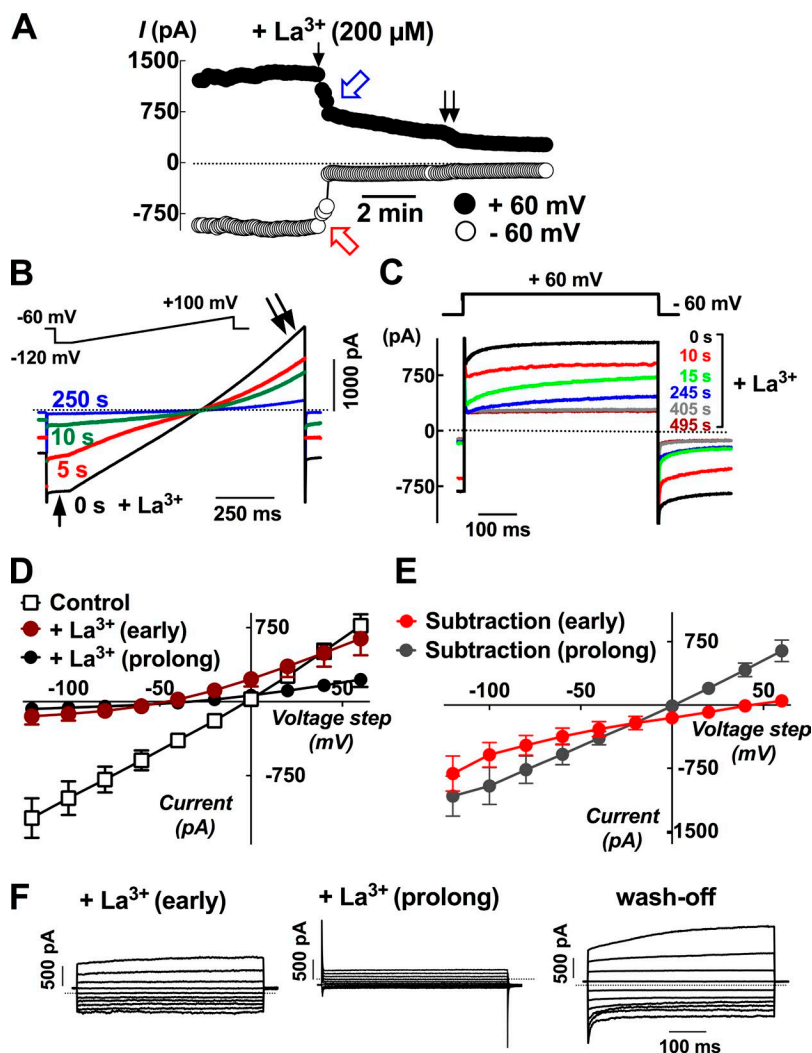 A
I (pA)
+ La³⁺ (200 µM)
1500
750
0
-750
2 min
+ 60 mV
- 60 mV
B
-60 mV
+100 mV
-120 mV
1000 pA
250 s
10 s
5 s
0 s + La³⁺
250 ms
C
+ 60 mV
- 60 mV
(pA)
750
0
-750
0 s
10 s
15 s
245 s
405 s
495 s
+ La³⁺
100 ms
D
Control
+ La³⁺ (early)
+ La³⁺ (prolong)
750
-100
-50
50
Voltage step
(mV)
-750
Current
(pA)
E
Subtraction (early)
Subtraction (prolong)
750
-100
-50
50
Voltage step
(mV)
-750
Current
(pA)
-1500
F
+ La³⁺ (early)
+ La³⁺ (prolong)
wash-off
500 pA
500 pA
500 pA
100 ms